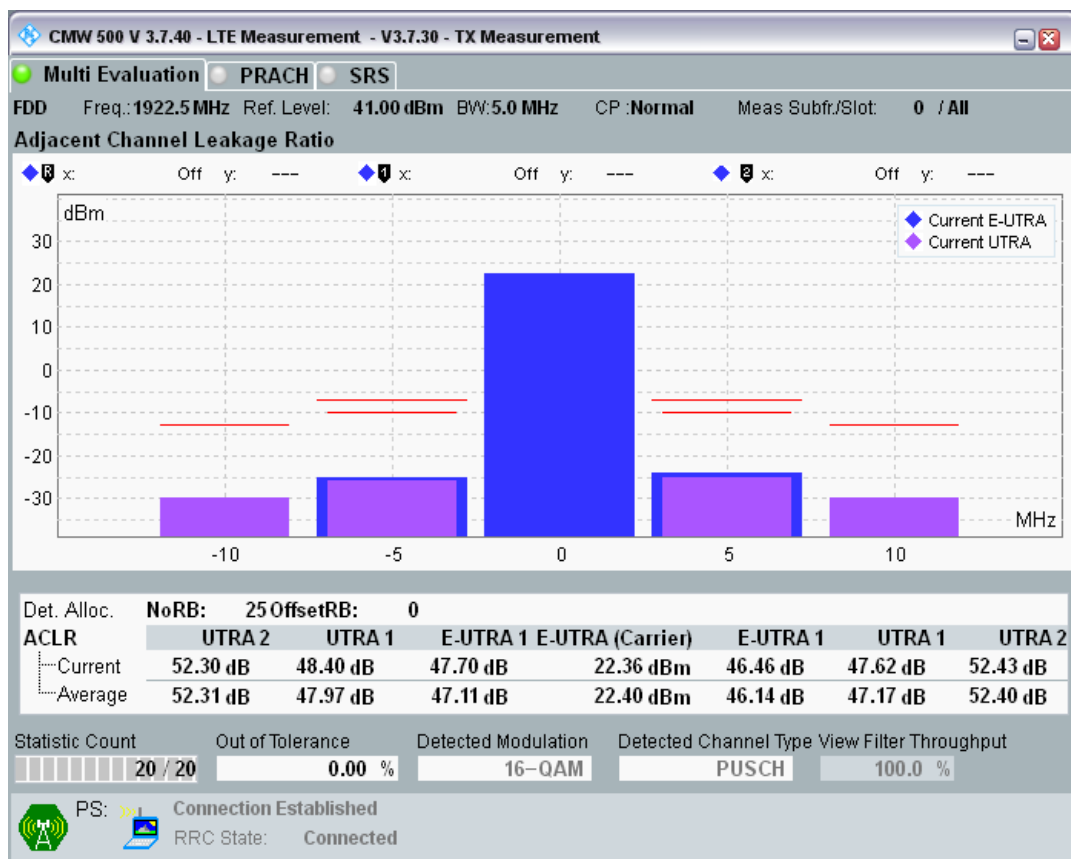 CMW 500 V 3.7.40 - LTE Measurement - V3.7.30 - TX Measurement
Multi Evaluation PRACH SRS
FDD Freq.: 1922.5 MHz Ref. Level: 41.00 dBm BW: 5.0 MHz CP : Normal Meas Subfr./Slot: 0 / All
Adjacent Channel Leakage Ratio
R x: Off y: --- 1 x: Off y: --- 2 x: Off y: ---
dBm
Current E-UTRA
Current UTRA
30
20
10
0
-10
-20
-30
MHz
-10 -5 0 5 10
Det. Alloc. NoRB: 25 OffsetRB: 0
ACLR UTRA 2 UTRA 1 E-UTRA 1 E-UTRA (Carrier) E-UTRA 1 UTRA 1 UTRA 2
Current 52.30 dB 48.40 dB 47.70 dB 22.36 dBm 46.46 dB 47.62 dB 52.43 dB
Average 52.31 dB 47.97 dB 47.11 dB 22.40 dBm 46.14 dB 47.17 dB 52.40 dB
Statistic Count Out of Tolerance Detected Modulation Detected Channel Type View Filter Throughput
20 / 20 0.00 % 16-QAM PUSCH 100.0 %
PS: Connection Established
RRC State: Connected